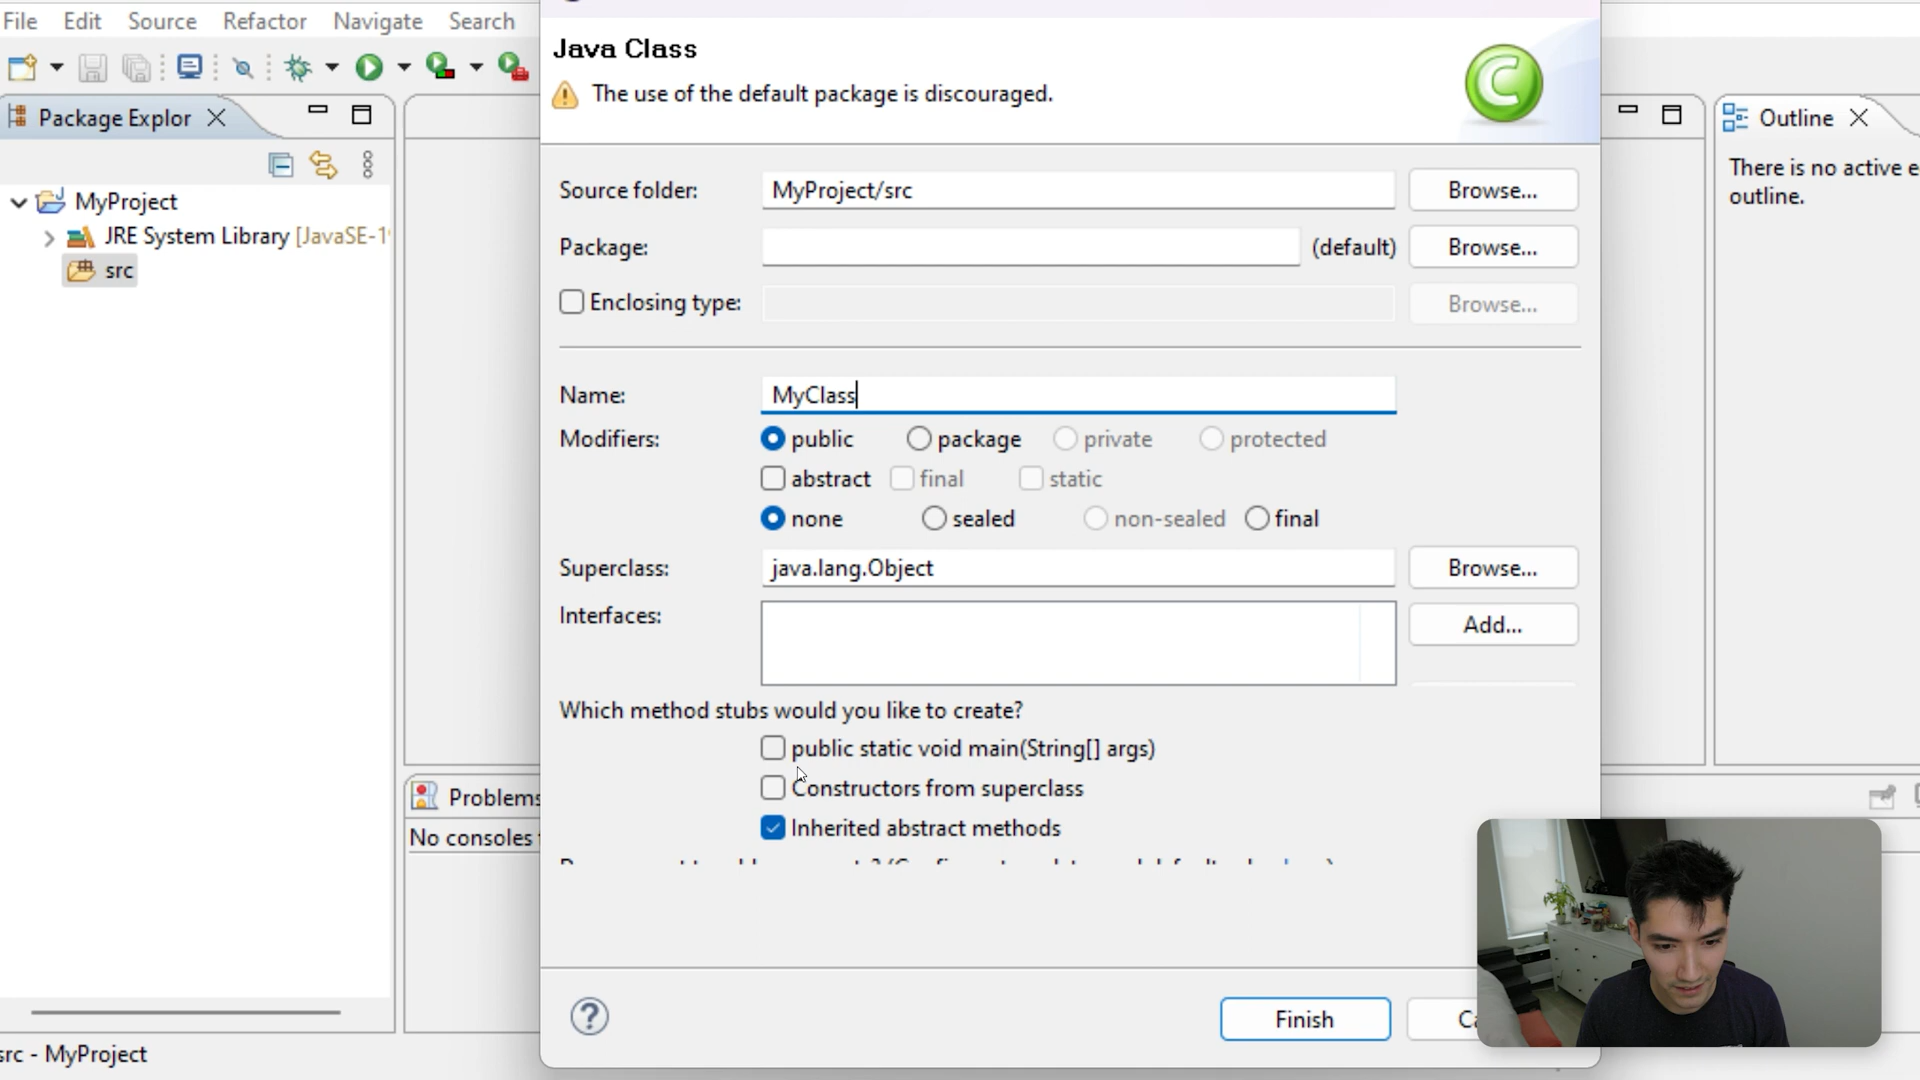 File Edit Source Refactor Navigate Search
Java Class
The use of the default package is discouraged.
Package Explor
MyProject
JRE System Library [JavaSE-1
src
Source folder: MyProject/src Browse...
Package: (default) Browse...
Enclosing type: Browse...
Name: MyClass
Modifiers: public package private protected
abstract final static
none sealed non-sealed final
Superclass: java.lang.Object Browse...
Interfaces: Add...
Which method stubs would you like to create?
public static void main(String[] args)
Constructors from superclass
Inherited abstract methods
? Finish
Outline
There is no active e
outline.
Problems
No consoles
src - MyProject